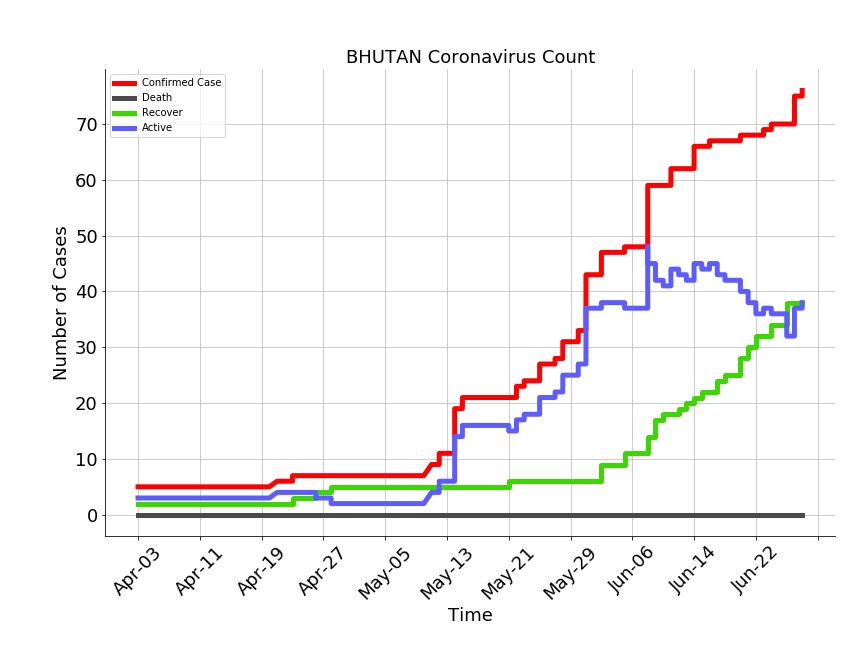 BHUTAN Coronavirus Count
Confirmed Case
Death
Recover
Active
Number of Cases
70
60
50
40
30
20
10
0
Apr-03
Apr-11
Apr-19
Apr-27
May-05
May-13
May-21
May-29
Jun-06
Jun-14
Jun-22
Time